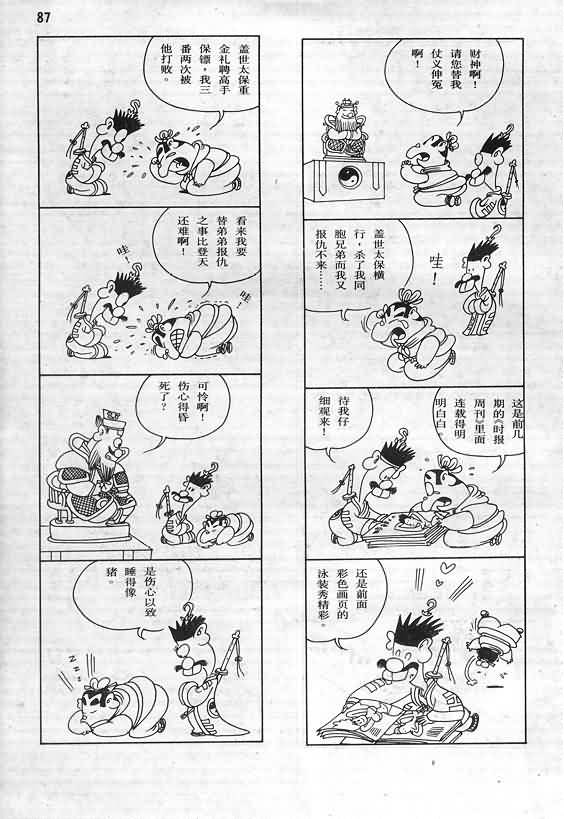 87
财神啊！
请您替我
仗义伸冤
啊！
盖世太保横
行，杀了我同
胞兄弟而我又
报仇不来……
哇！
这是前几
期的《时报
周刊》里面
连载得明
明白白。
待我仔
细观来！
还是前面
彩色画页的
泳装秀精彩。
盖世太保重
金礼聘高手
保镖，我三
番两次被
他打败。
看来我要
替弟弟报仇
之事比登天
还难啊！
哇！
哇！
可怜啊！
伤心得昏
死了？
是伤心以致
睡得像
猪。
ZZZZ